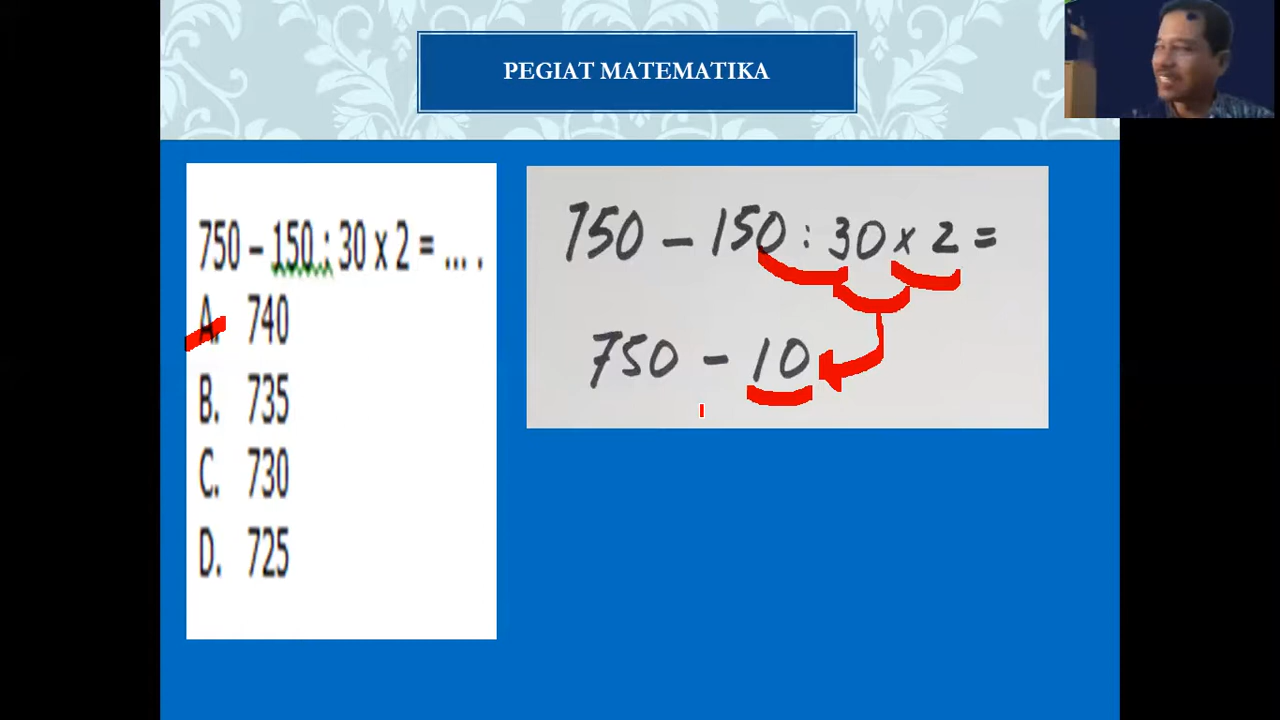 PEGIAT MATEMATIKA
750 – 150 : 30 x 2 = ... .
A. 740
B. 735
C. 730
D. 725
750 – 150 : 30 x 2 =
750 – 10